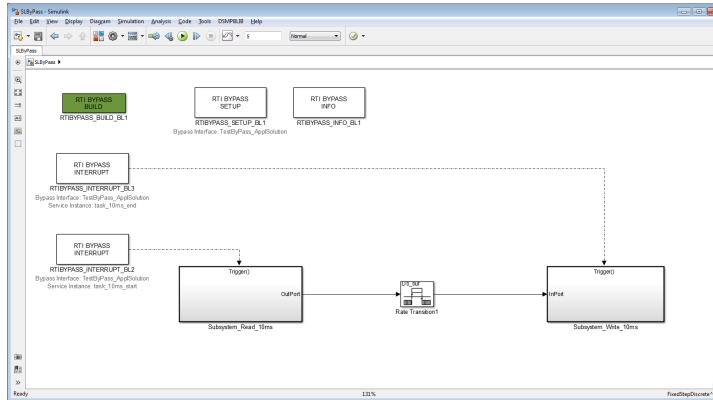 SLByPass - Simulink
File Edit View Display Diagram Simulation Analysis Code Tools DSMPBLIB Help
5
Normal
SLByPass
SLByPass
RTI BYPASS
BUILD
RTIBYPASS_BUILD_BL1
RTI BYPASS
SETUP
RTIBYPASS_SETUP_BL1
Bypass Interface: TestByPass_ApplSolution
RTI BYPASS
INFO
RTIBYPASS_INFO_BL1
RTI BYPASS
INTERRUPT
RTIBYPASS_INTERRUPT_BL3
Bypass Interface: TestByPass_ApplSolution
Service Instance: task_10ms_end
RTI BYPASS
INTERRUPT
RTIBYPASS_INTERRUPT_BL2
Bypass Interface: TestByPass_ApplSolution
Service Instance: task_10ms_start
Trigger()
OutPort
Subsystem_Read_10ms
Rate Transition1
Trigger()
InPort
Subsystem_Write_10ms
Ready
131%
FixedStepDiscrete